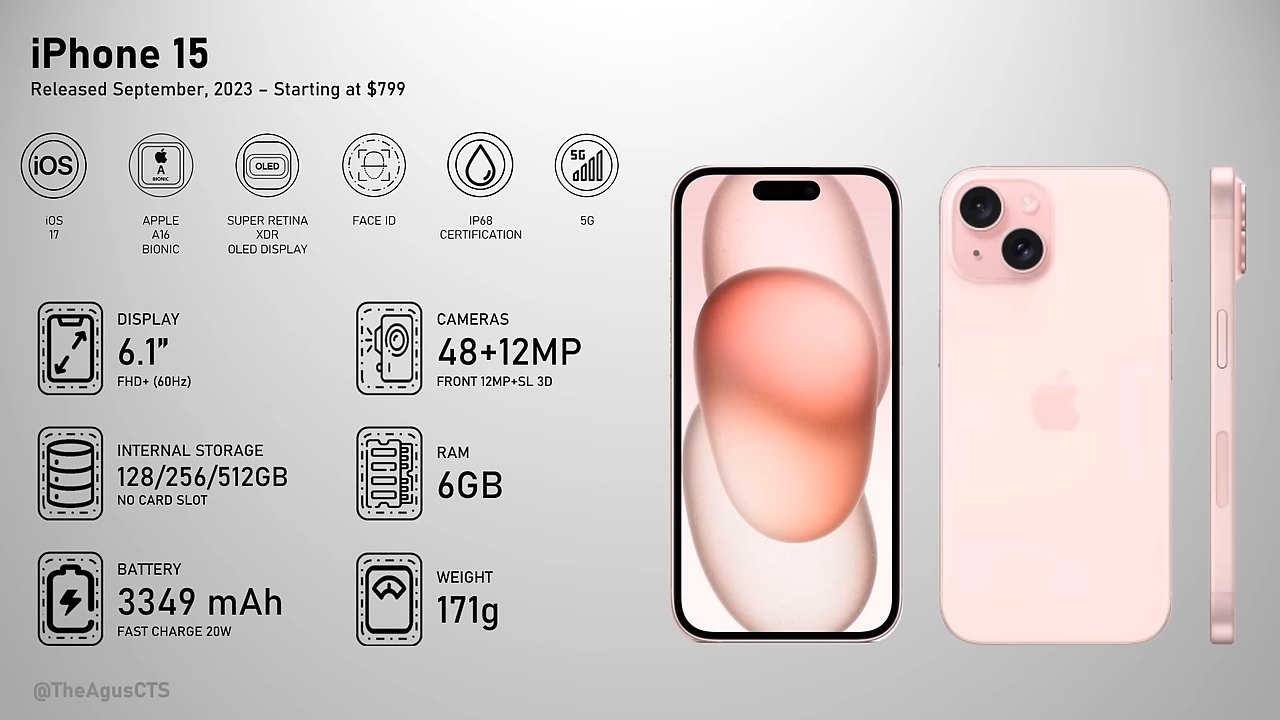 iPhone 15
Released September, 2023 – Starting at $799
iOS
A
BIONIC
OLED
5G
iOS
17
APPLE
A16
BIONIC
SUPER RETINA
XDR
OLED DISPLAY
FACE ID
IP68
CERTIFICATION
5G
DISPLAY
6.1”
FHD+ (60Hz)
CAMERAS
48+12MP
FRONT 12MP+SL 3D
INTERNAL STORAGE
128/256/512GB
NO CARD SLOT
RAM
6GB
BATTERY
3349 mAh
FAST CHARGE 20W
WEIGHT
171g
@TheAgusCTS